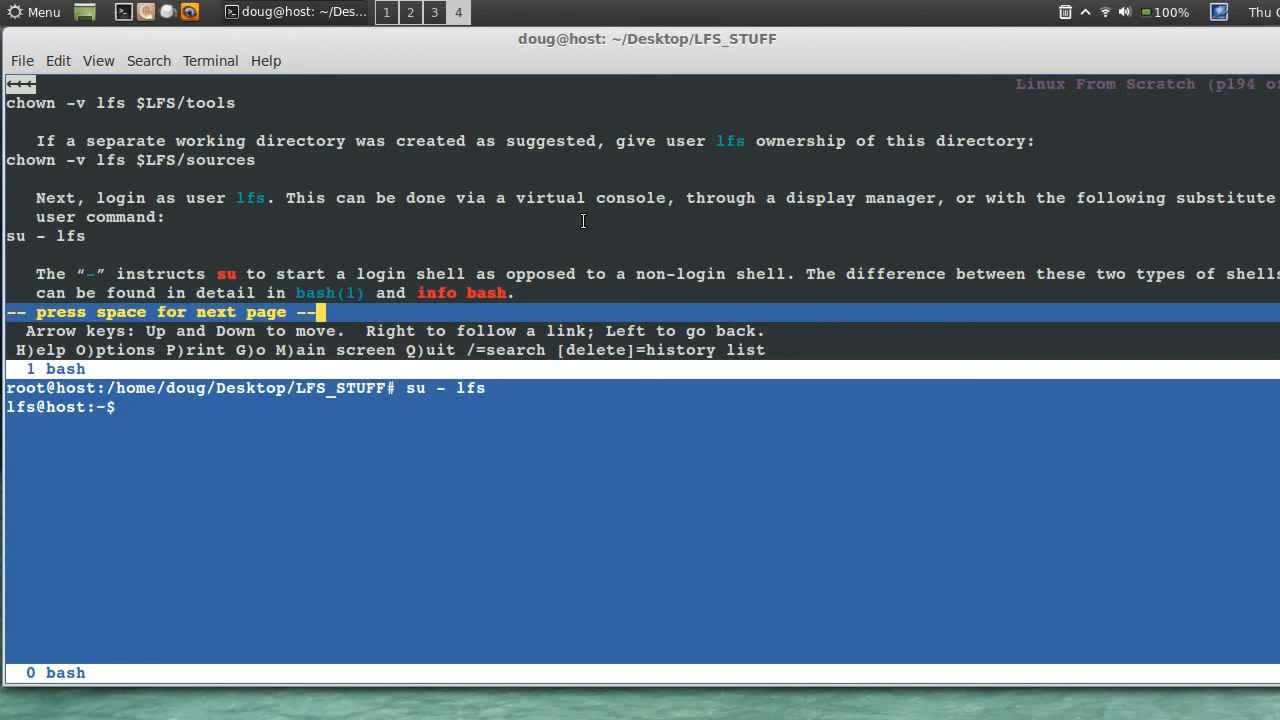 Menu doug@host: ~/Des... 1 2 3 4 100% Thu
doug@host: ~/Desktop/LFS_STUFF
File Edit View Search Terminal Help
←←← Linux From Scratch (p194 o
chown -v lfs $LFS/tools
If a separate working directory was created as suggested, give user lfs ownership of this directory:
chown -v lfs $LFS/sources
Next, login as user lfs. This can be done via a virtual console, through a display manager, or with the following substitute
user command:
su - lfs
The “-” instructs su to start a login shell as opposed to a non-login shell. The difference between these two types of shells
can be found in detail in bash(1) and info bash.
-- press space for next page --
Arrow keys: Up and Down to move. Right to follow a link; Left to go back.
H)elp O)ptions P)rint G)o M)ain screen Q)uit /=search [delete]=history list
1 bash
root@host:/home/doug/Desktop/LFS_STUFF# su - lfs
lfs@host:~$
0 bash